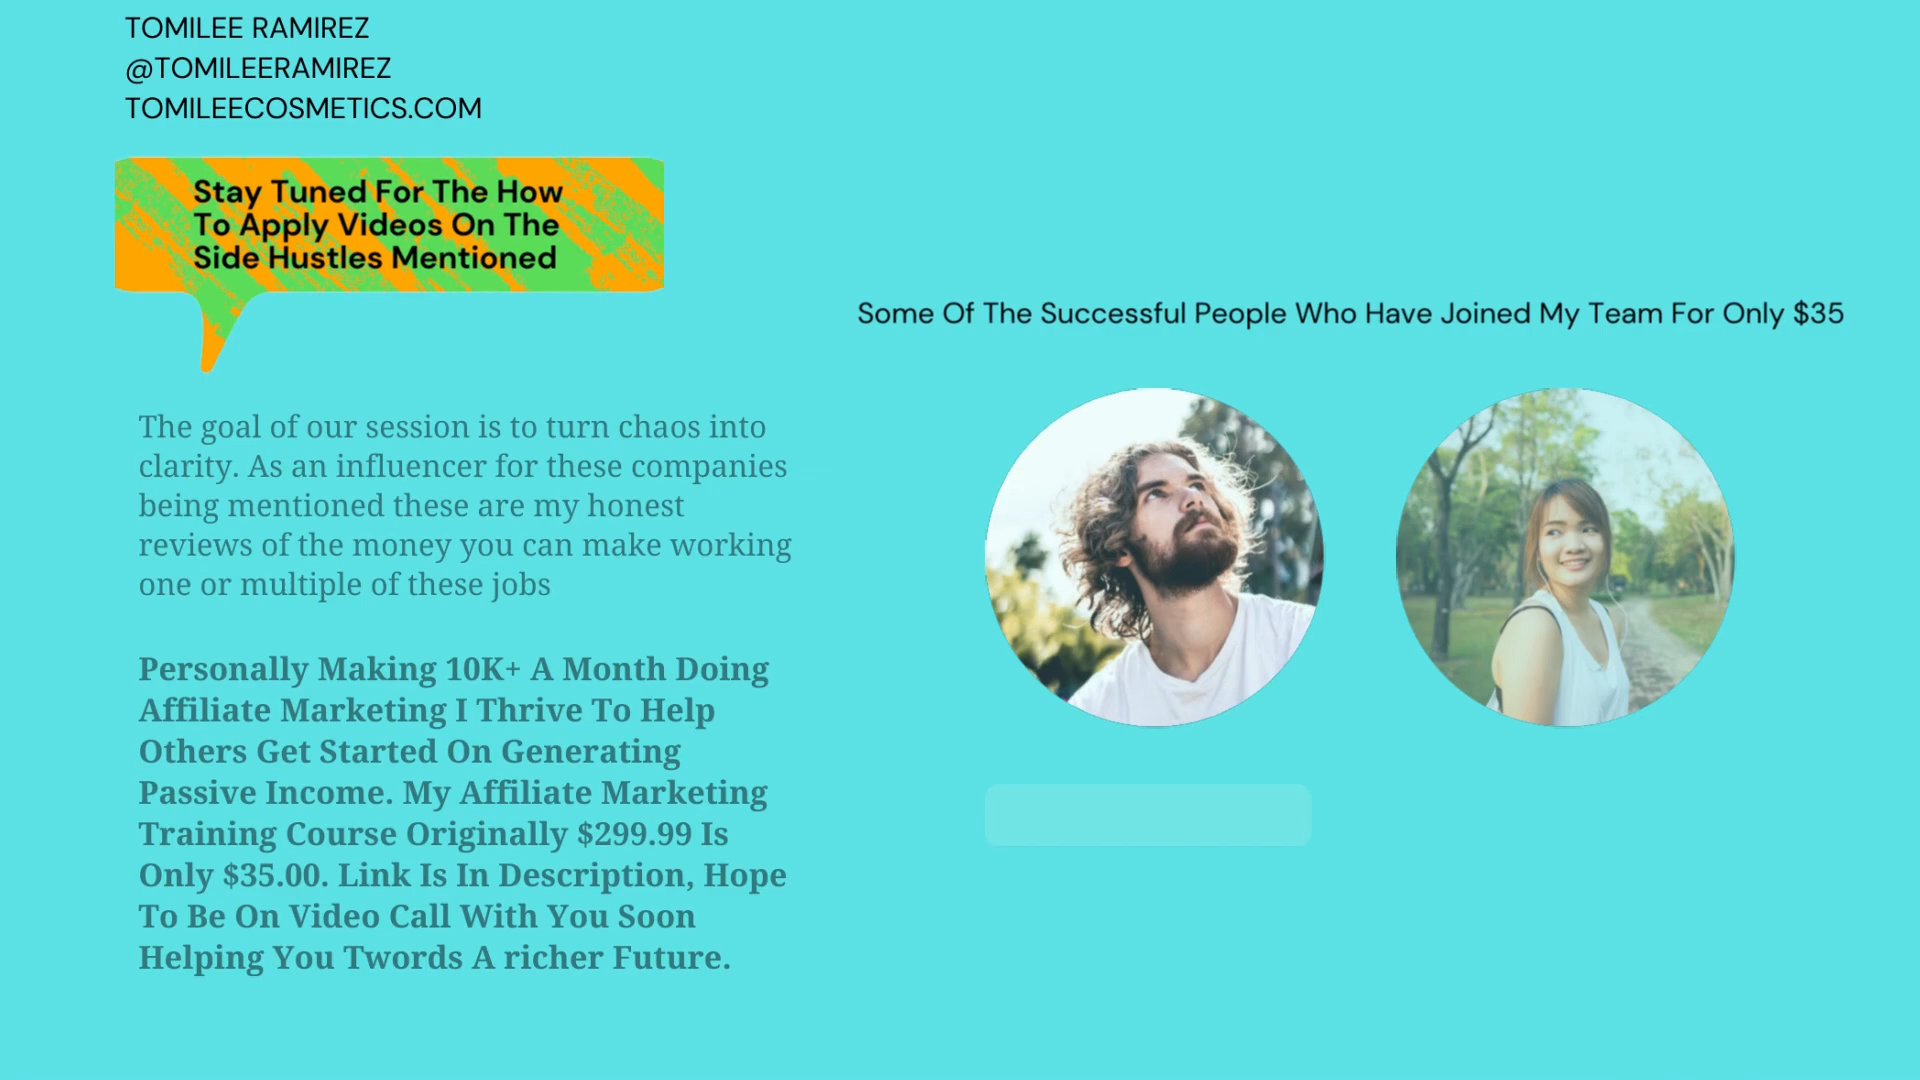 TOMILEE RAMIREZ
@TOMILEERAMIREZ
TOMILEECOSMETICS.COM
Stay Tuned For The How
To Apply Videos On The
Side Hustles Mentioned
Some Of The Successful People Who Have Joined My Team For Only $35
The goal of our session is to turn chaos into
clarity. As an influencer for these companies
being mentioned these are my honest
reviews of the money you can make working
one or multiple of these jobs
Personally Making 10K+ A Month Doing
Affiliate Marketing I Thrive To Help
Others Get Started On Generating
Passive Income. My Affiliate Marketing
Training Course Originally $299.99 Is
Only $35.00. Link Is In Description, Hope
To Be On Video Call With You Soon
Helping You Twords A richer Future.